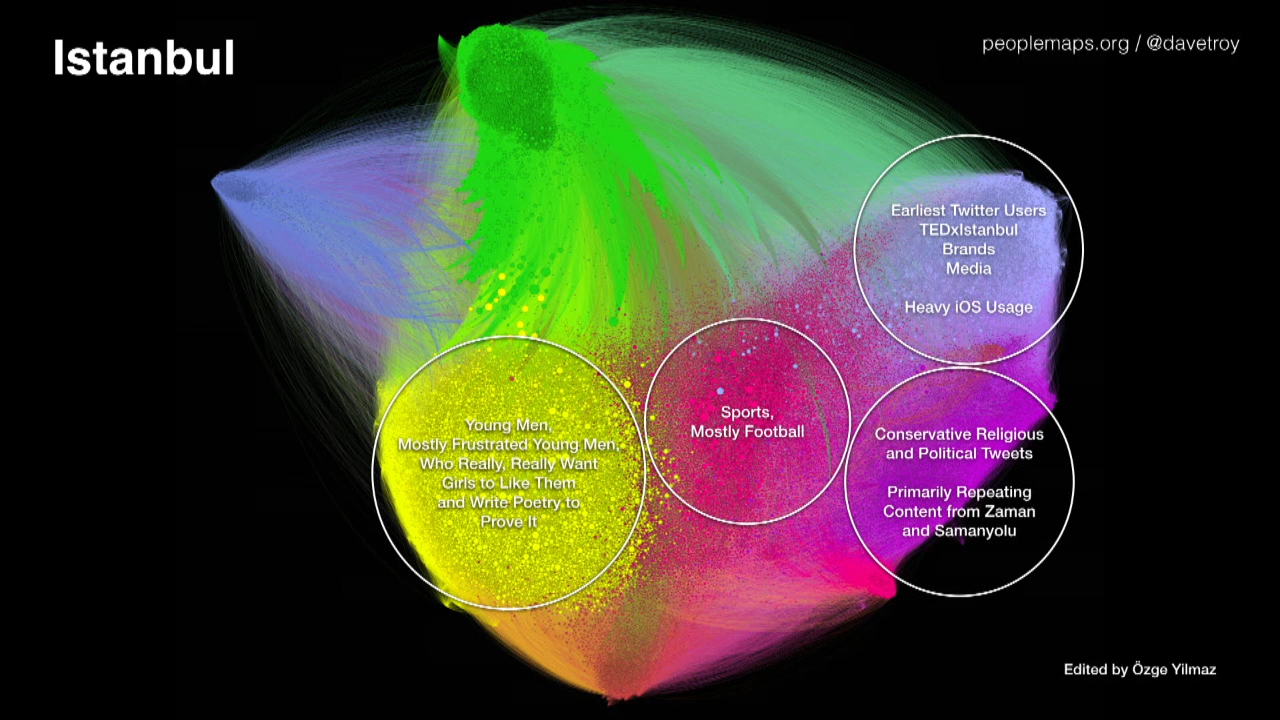 Istanbul
peoplemaps.org / @davetroy
Earliest Twitter Users
TEDxIstanbul
Brands
Media
Heavy iOS Usage
Sports,
Mostly Football
Young Men,
Mostly Frustrated Young Men,
Who Really, Really Want
Girls to Like Them
and Write Poetry to
Prove It
Conservative Religious
and Political Tweets
Primarily Repeating
Content from Zaman
and Samanyolu
Edited by Özge Yilmaz